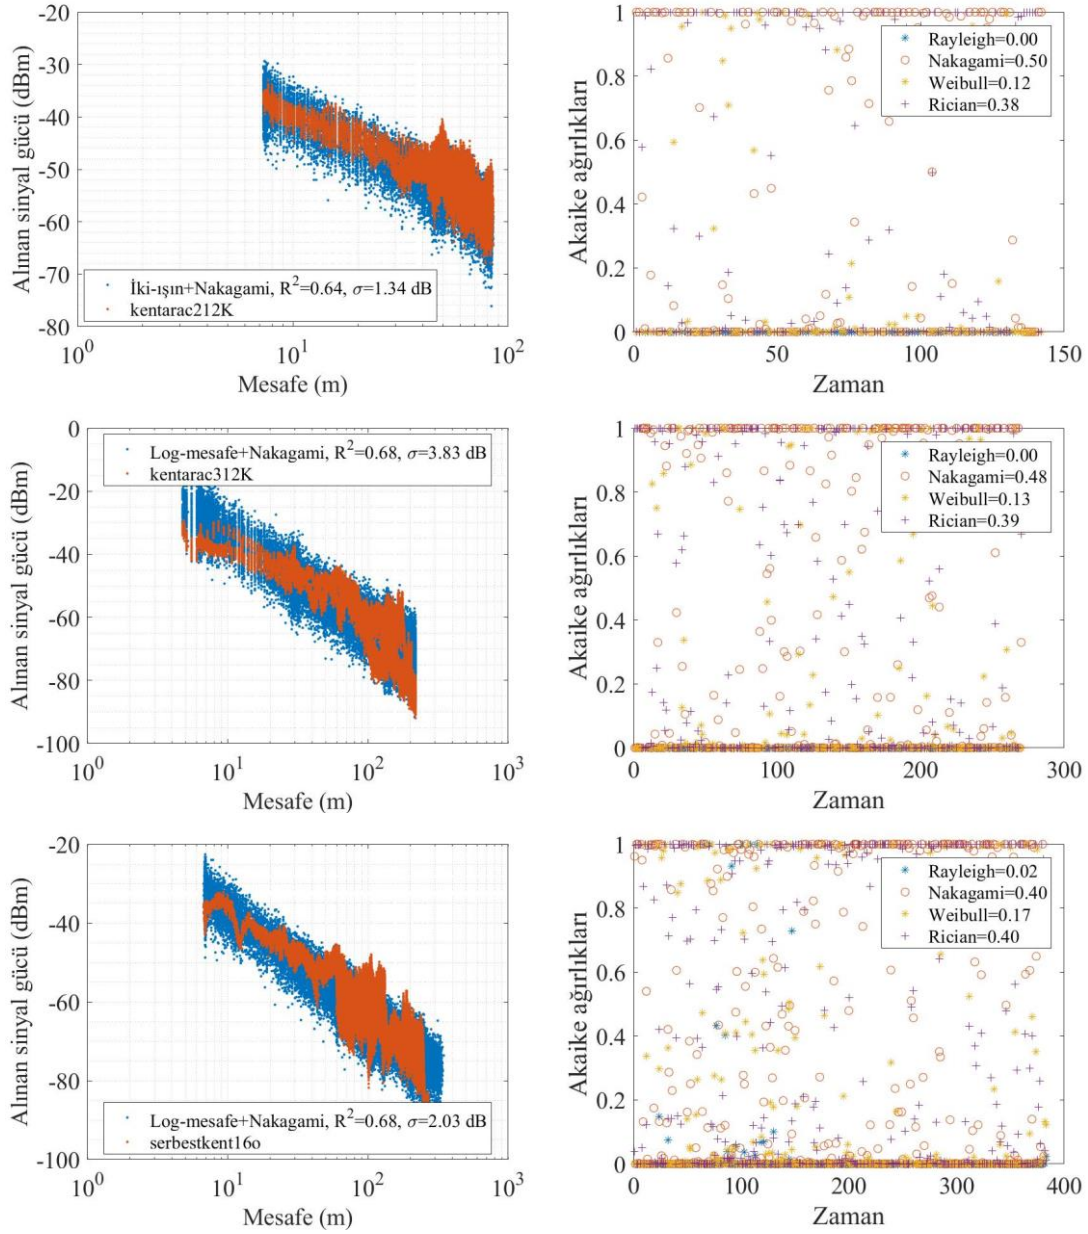 -20
-30
-40
-50
-60
-70
-80
Alınan sinyal gücü (dBm)
İki-ışın+Nakagami, R²=0.64, σ=1.34 dB
kentarac212K
10⁰
10¹
10²
Mesafe (m)
1
0.8
0.6
0.4
0.2
0
Akaike ağırlıkları
Rayleigh=0.00
Nakagami=0.50
Weibull=0.12
Rician=0.38
0
50
100
150
Zaman
0
-20
-40
-60
-80
-100
Alınan sinyal gücü (dBm)
Log-mesafe+Nakagami, R²=0.68, σ=3.83 dB
kentarac312K
10⁰
10¹
10²
10³
Mesafe (m)
1
0.8
0.6
0.4
0.2
0
Akaike ağırlıkları
Rayleigh=0.00
Nakagami=0.48
Weibull=0.13
Rician=0.39
0
100
200
300
Zaman
-20
-40
-60
-80
-100
Alınan sinyal gücü (dBm)
Log-mesafe+Nakagami, R²=0.68, σ=2.03 dB
serbestkent16o
10⁰
10¹
10²
10³
Mesafe (m)
1
0.8
0.6
0.4
0.2
0
Akaike ağırlıkları
Rayleigh=0.02
Nakagami=0.40
Weibull=0.17
Rician=0.40
0
100
200
300
400
Zaman